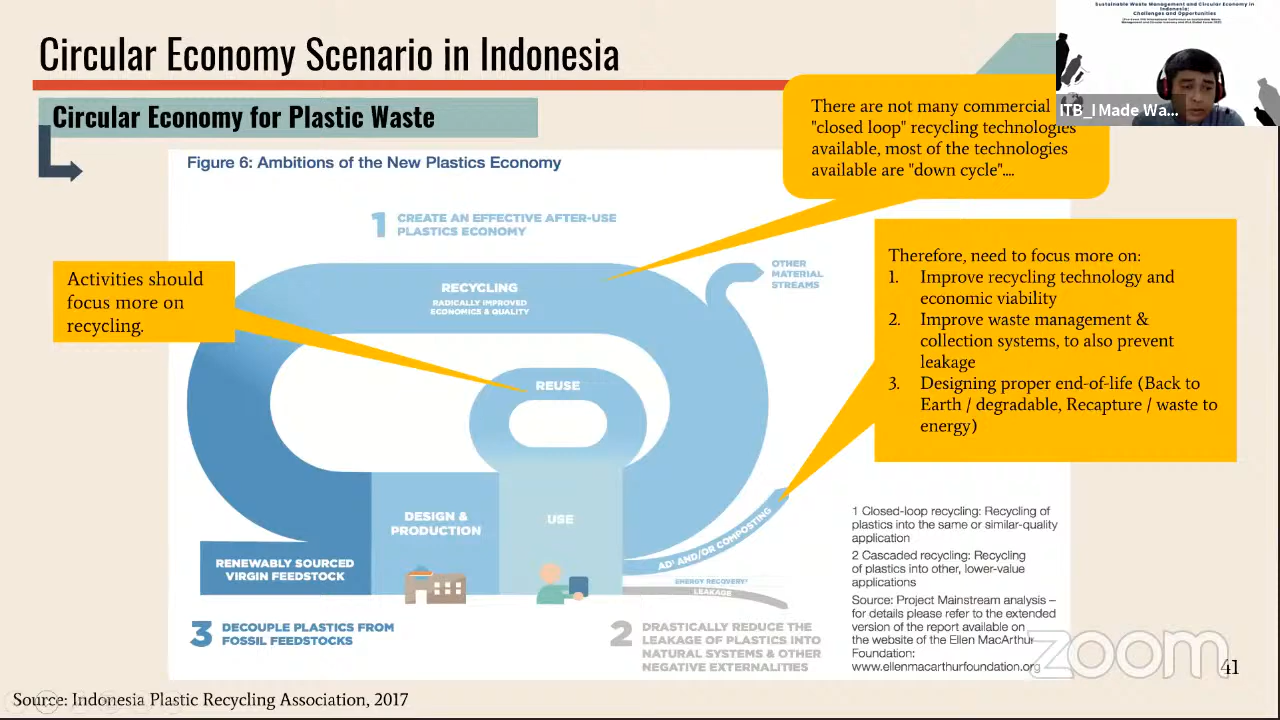 Sustainable Waste Management and Circular Economy in
Indonesia:
Challenges and Opportunities
Circular Economy Scenario in Indonesia
Circular Economy for Plastic Waste
ITB_I Made Wa...
There are not many commercial
"closed loop" recycling technologies
available, most of the technologies
available are "down cycle"....
Figure 6: Ambitions of the New Plastics Economy
1 CREATE AN EFFECTIVE AFTER-USE
PLASTICS ECONOMY
Activities should
focus more on
recycling.
RECYCLING
RADICALLY IMPROVED
ECONOMICS & QUALITY
OTHER
MATERIAL
STREAMS
Therefore, need to focus more on:
1. Improve recycling technology and
economic viability
2. Improve waste management &
collection systems, to also prevent
leakage
3. Designing proper end-of-life (Back to
Earth / degradable, Recapture / waste to
energy)
REUSE
DESIGN &
PRODUCTION
USE
RENEWABLY SOURCED
VIRGIN FEEDSTOCK
AD¹ AND/OR COMPOSTING
ENERGY RECOVERY²
LEAKAGE
1 Closed-loop recycling: Recycling of
plastics into the same or similar-quality
application
2 Cascaded recycling: Recycling
of plastics into other, lower-value
applications
Source: Project Mainstream analysis –
for details please refer to the extended
version of the report available on
the website of the Ellen MacArthur
Foundation:
www.ellenmacarthurfoundation.org
3 DECOUPLE PLASTICS FROM
FOSSIL FEEDSTOCKS
2 DRASTICALLY REDUCE THE
LEAKAGE OF PLASTICS INTO
NATURAL SYSTEMS & OTHER
NEGATIVE EXTERNALITIES
zoom
41
Source: Indonesia Plastic Recycling Association, 2017